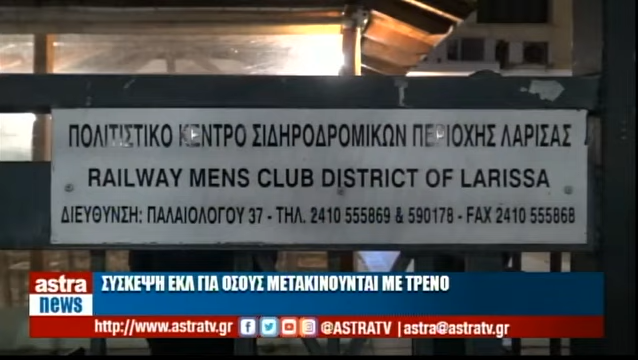 ΠΟΛΙΤΙΣΤΙΚΟ ΚΕΝΤΡΟ ΣΙΔΗΡΟΔΡΟΜΙΚΩΝ ΠΕΡΙΟΧΗΣ ΛΑΡΙΣΑΣ
RAILWAY MENS CLUB DISTRICT OF LARISSA
ΔΙΕΥΘΥΝΣΗ: ΠΑΛΑΙΟΛΟΓΟΥ 37 - ΤΗΛ. 2410 555869 & 590178 - FAX 2410 555868
astra
news
ΣΥΣΚΕΨΗ ΕΚΛ ΓΙΑ ΟΣΟΥΣ ΜΕΤΑΚΙΝΟΥΝΤΑΙ ΜΕ ΤΡΕΝΟ
http://www.astratv.gr @ASTRATV | astra@astratv.gr